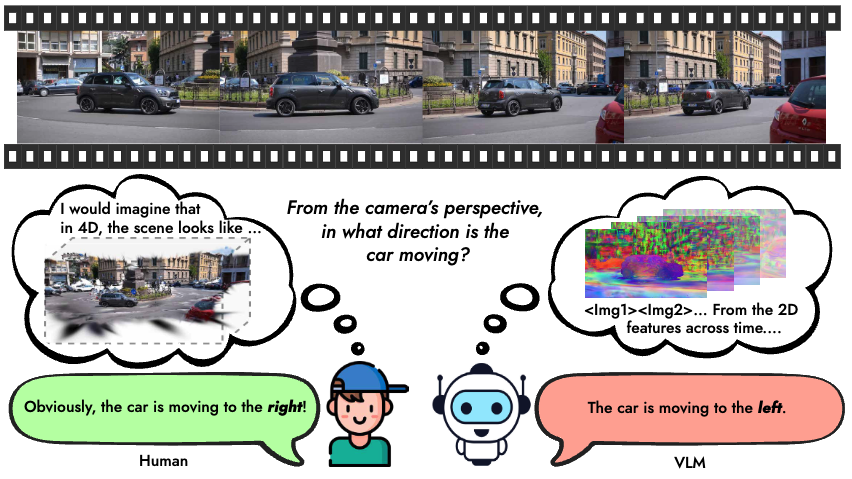 I would imagine that
in 4D, the scene looks like ...
From the camera's perspective,
in what direction is the
car moving?
<Img1><Img2>... From the 2D
features across time....
Obviously, the car is moving to the right!
The car is moving to the left.
Human
VLM